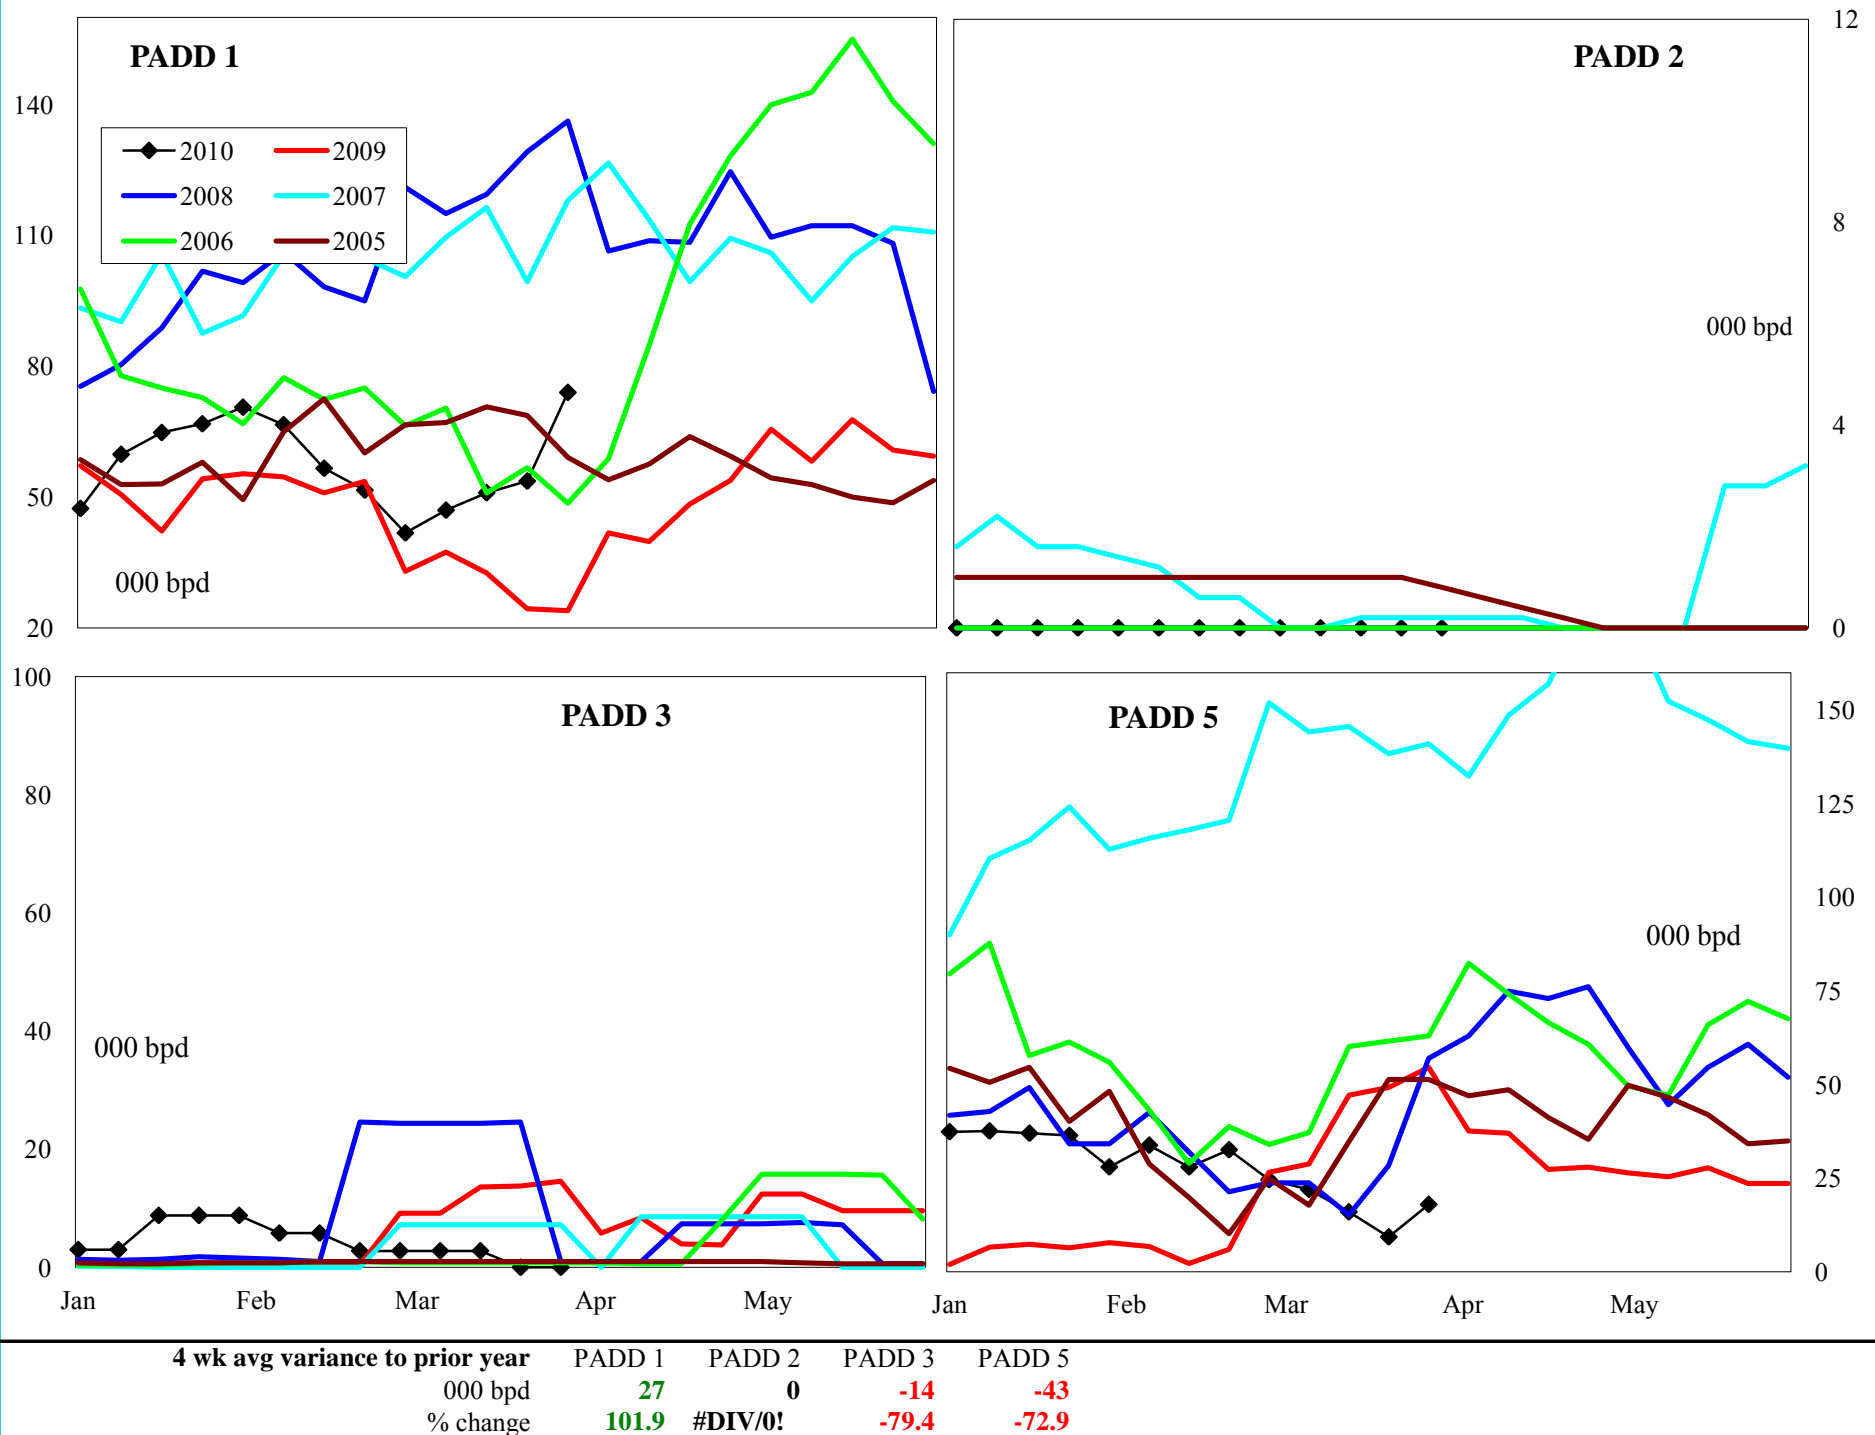 PADD 1
PADD 2
12
140
2010 2009
2008 2007
110
8
2006 2005
000 bpd
80
4
50
000 bpd
20
0
100
PADD 3
PADD 5
150
80
125
60
100
000 bpd
40
000 bpd
75
50
20
25
0
0
Jan Feb Mar Apr May
Jan Feb Mar Apr May
4 wk avg variance to prior year PADD 1 PADD 2 PADD 3 PADD 5
000 bpd 27 0 -14 -43
% change 101.9 #DIV/0! -79.4 -72.9